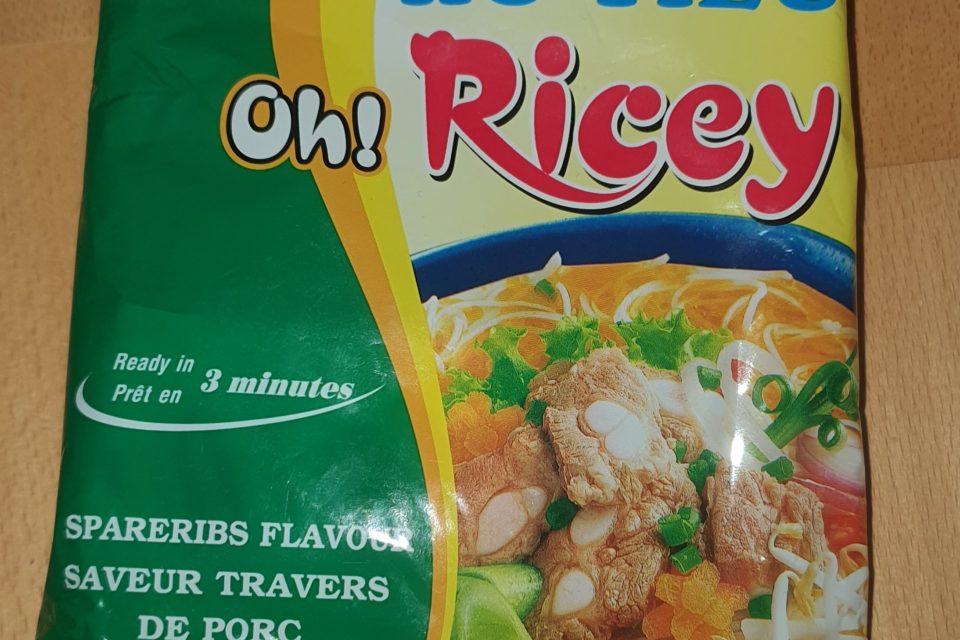 Oh! Ricey
Ready in
Prêt en
3 minutes
SPARERIBS FLAVOUR
SAVEUR TRAVERS
DE PORC